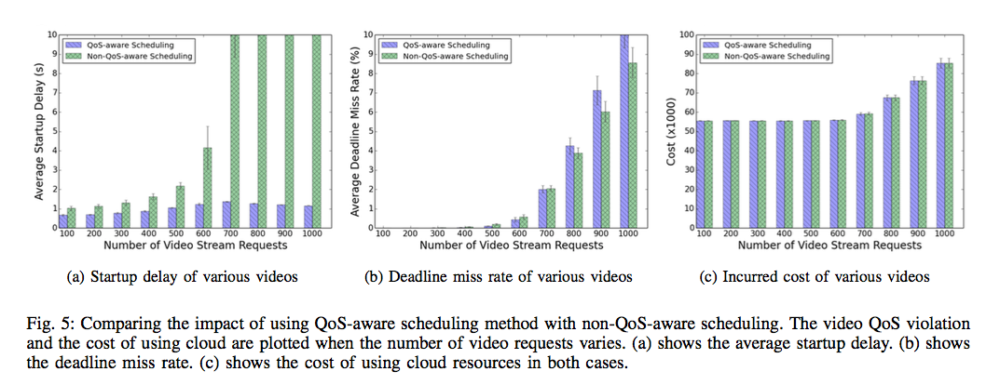 10
9
8
7
6
5
4
3
2
1
0
Average Startup Delay (s)
QoS-aware Scheduling
Non-QoS-aware Scheduling
100 200 300 400 500 600 700 800 900 1000
Number of Video Stream Requests
(a) Startup delay of various videos
10
9
8
7
6
5
4
3
2
1
0
Average Deadline Miss Rate (%)
QoS-aware Scheduling
Non-QoS-aware Scheduling
100 200 300 400 500 600 700 800 900 1000
Number of Video Stream Requests
(b) Deadline miss rate of various videos
100
90
80
70
60
50
40
30
20
10
0
Cost (x1000)
QoS-aware Scheduling
Non-QoS-aware Scheduling
100 200 300 400 500 600 700 800 900 1000
Number of Video Stream Requests
(c) Incurred cost of various videos
Fig. 5: Comparing the impact of using QoS-aware scheduling method with non-QoS-aware scheduling. The video QoS violation
and the cost of using cloud are plotted when the number of video requests varies. (a) shows the average startup delay. (b) shows
the deadline miss rate. (c) shows the cost of using cloud resources in both cases.